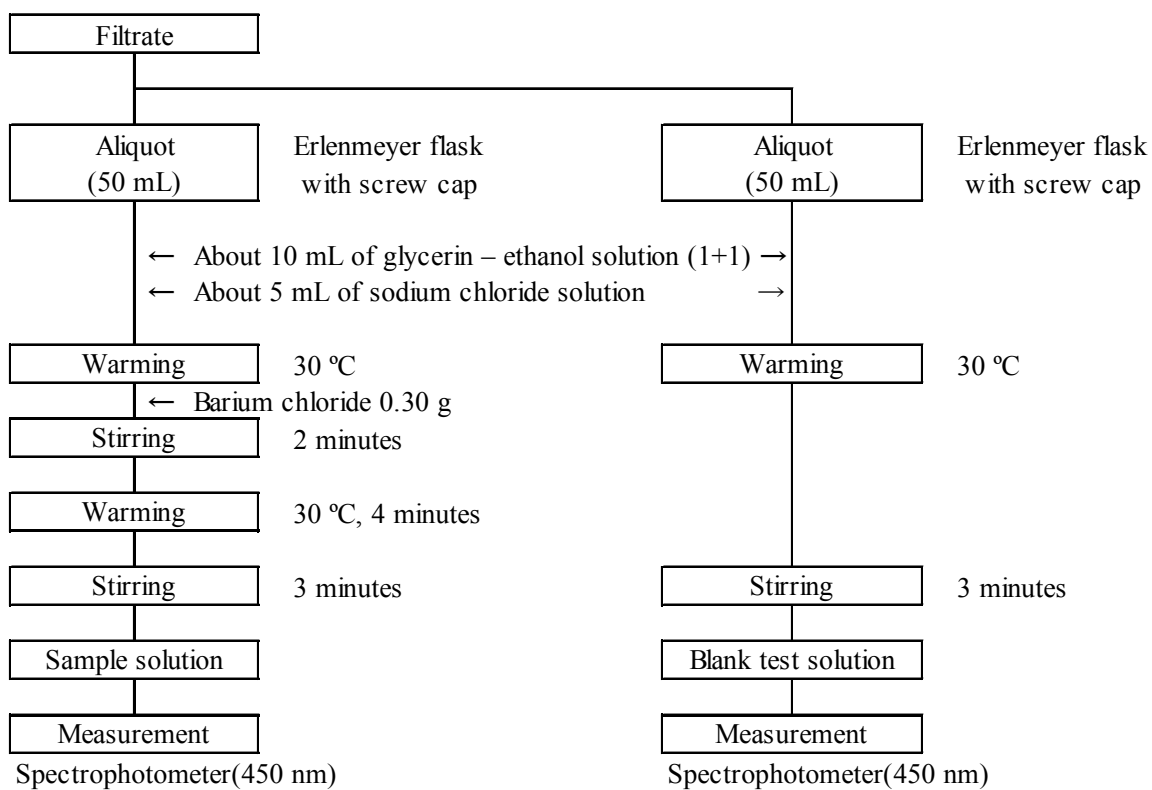 Filtrate
Aliquot
(50 mL)
Erlenmeyer flask
with screw cap
Aliquot
(50 mL)
Erlenmeyer flask
with screw cap
← About 10 mL of glycerin – ethanol solution (1+1) →
← About 5 mL of sodium chloride solution →
Warming 30 ºC
Warming 30 ºC
← Barium chloride 0.30 g
Stirring 2 minutes
Warming 30 ºC, 4 minutes
Stirring 3 minutes
Stirring 3 minutes
Sample solution
Blank test solution
Measurement
Measurement
Spectrophotometer(450 nm)
Spectrophotometer(450 nm)